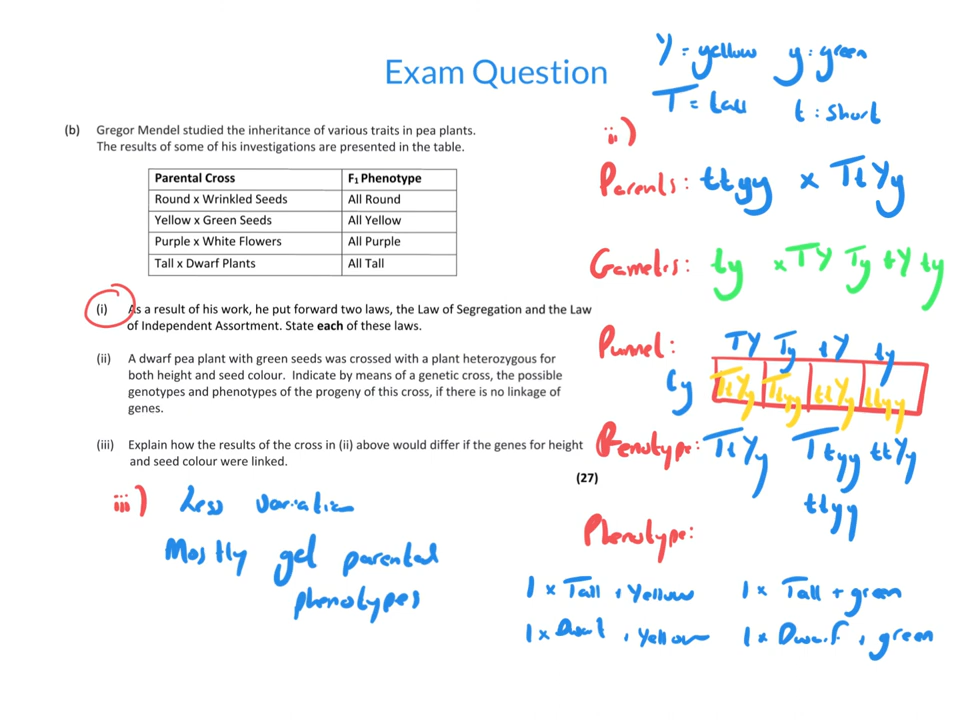 Exam Question
Y = yellow y : green
T = tall t : short
(b) Gregor Mendel studied the inheritance of various traits in pea plants.
The results of some of his investigations are presented in the table.
Parental Cross F₁ Phenotype
Round x Wrinkled Seeds All Round
Yellow x Green Seeds All Yellow
Purple x White Flowers All Purple
Tall x Dwarf Plants All Tall
(i) As a result of his work, he put forward two laws, the Law of Segregation and the Law
of Independent Assortment. State each of these laws.
(ii) A dwarf pea plant with green seeds was crossed with a plant heterozygous for
both height and seed colour. Indicate by means of a genetic cross, the possible
genotypes and phenotypes of the progeny of this cross, if there is no linkage of
genes.
(iii) Explain how the results of the cross in (ii) above would differ if the genes for height
and seed colour were linked.
(27)
ii)
Parents: ttyy x TtYy
Gametes: ty x TY Ty tY ty
Punnet:
TY Ty tY ty
ty TtYy Ttyy ttYy ttyy
Genotype: TtYy Ttyy ttYy
ttyy
Phenotype:
1 x Tall + Yellow 1 x Tall + green
1 x Dwarf, Yellow 1 x Dwarf, green
iii) Less variation
Mostly get parental
phenotypes